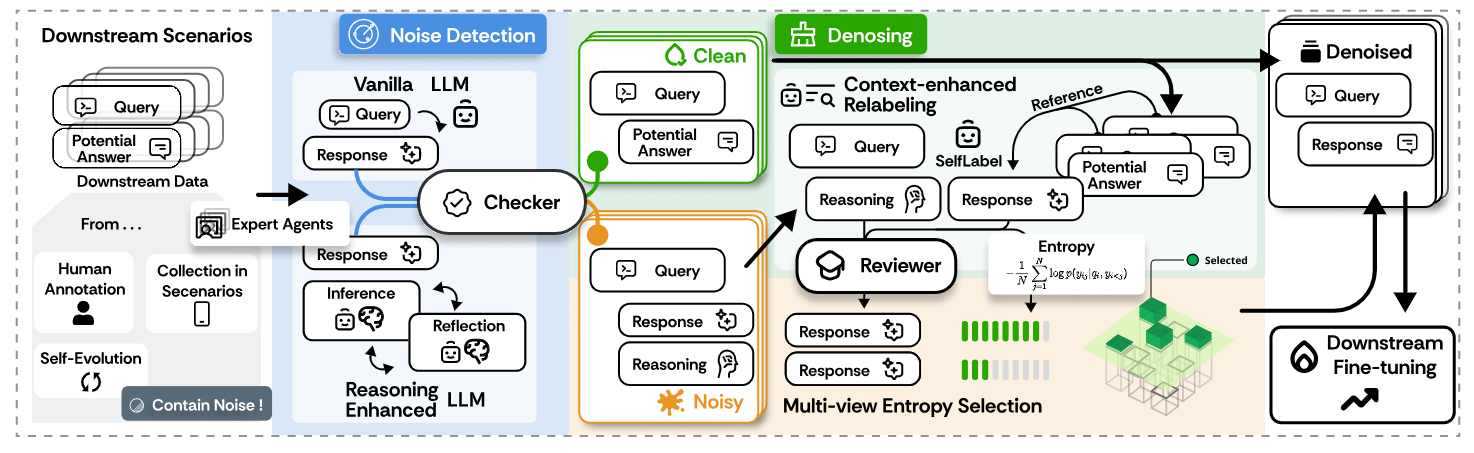 Downstream Scenarios
Query
Potential
Answer
Downstream Data
From . . .
Human
Annotation
Collection in
Secenarios
Self-Evolution
Contain Noise !
Expert Agents
Noise Detection
Vanilla LLM
Query
Response
Response
Inference
Reflection
Reasoning
Enhanced LLM
Checker
Clean
Query
Potential
Answer
Query
Response
Reasoning
Noisy
Denosing
Context-enhanced
Relabeling
Query
Reasoning
SelfLabel
Response
Reference
Potential
Answer
Reviewer
Entropy
-1/N ∑_{j=1}^{N} log p(y_{ij}|q_i, y_{i<j})
Selected
Response
Response
Multi-view Entropy Selection
Denoised
Query
Response
Downstream
Fine-tuning